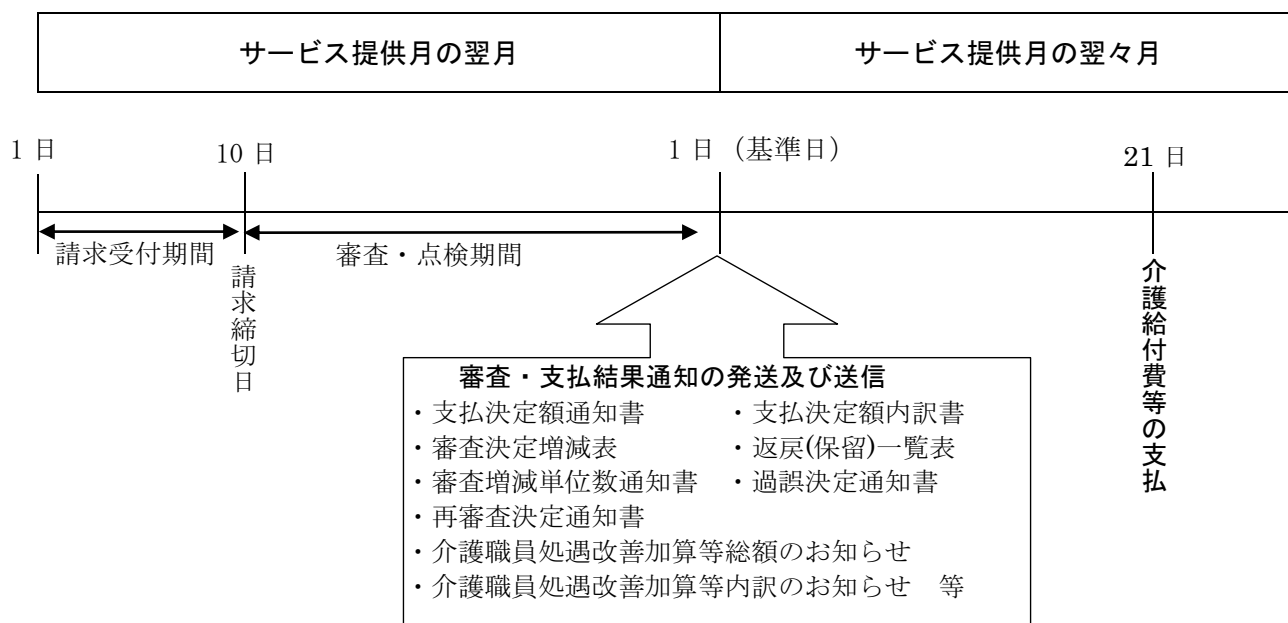 サービス提供月の翌月
サービス提供月の翌々月
1 日
10 日
1 日（基準日）
21 日
請求受付期間
審査・点検期間
請求締切日
介護給付費等の支払
審査・支払結果通知の発送及び送信
・支払決定額通知書　・支払決定額内訳書
・審査決定増減表　・返戻(保留)一覧表
・審査増減単位数通知書　・過誤決定通知書
・再審査決定通知書
・介護職員処遇改善加算等総額のお知らせ
・介護職員処遇改善加算等内訳のお知らせ　等